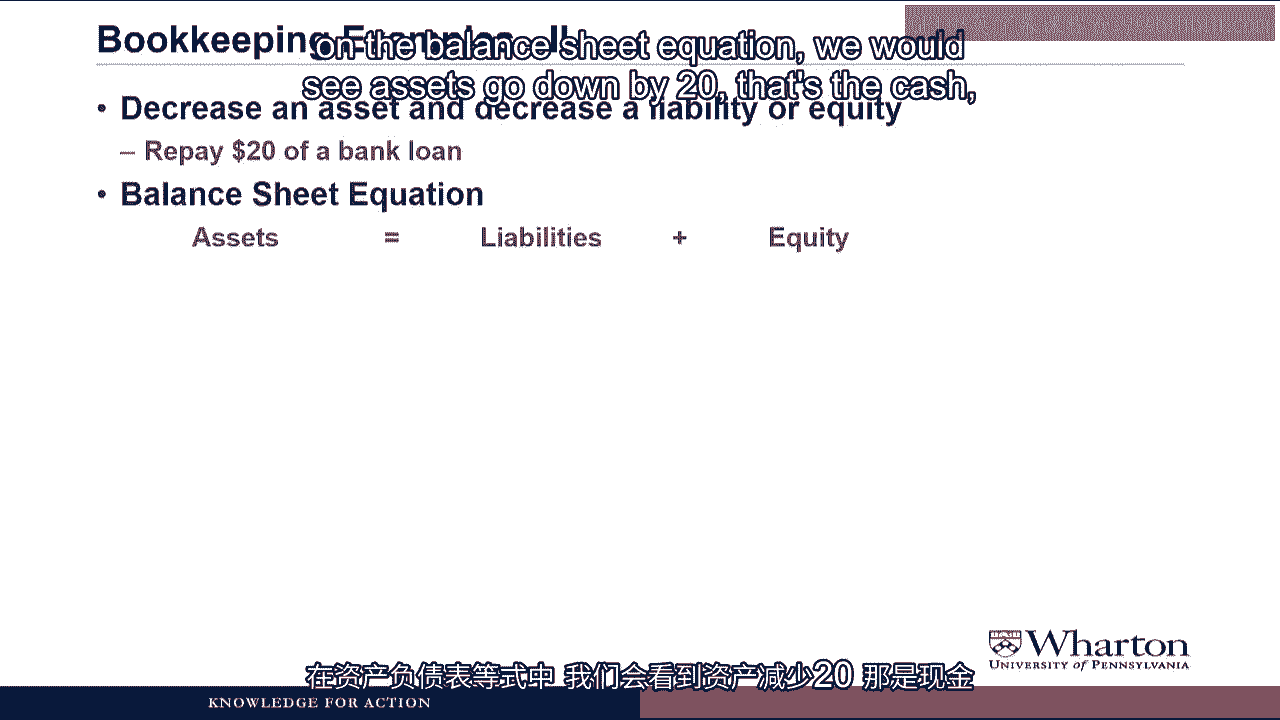 Bookkeeping Examples II
on the balance sheet equation, we would
see assets go down by 20, that's the cash,
• Decrease an asset and decrease a liability or equity
– Repay $20 of a bank loan
• Balance Sheet Equation
Assets = Liabilities + Equity
Wharton
UNIVERSITY of PENNSYLVANIA
在资产负债表等式中 我们会看到资产减少20 那是现金
KNOWLEDGE FOR ACTION